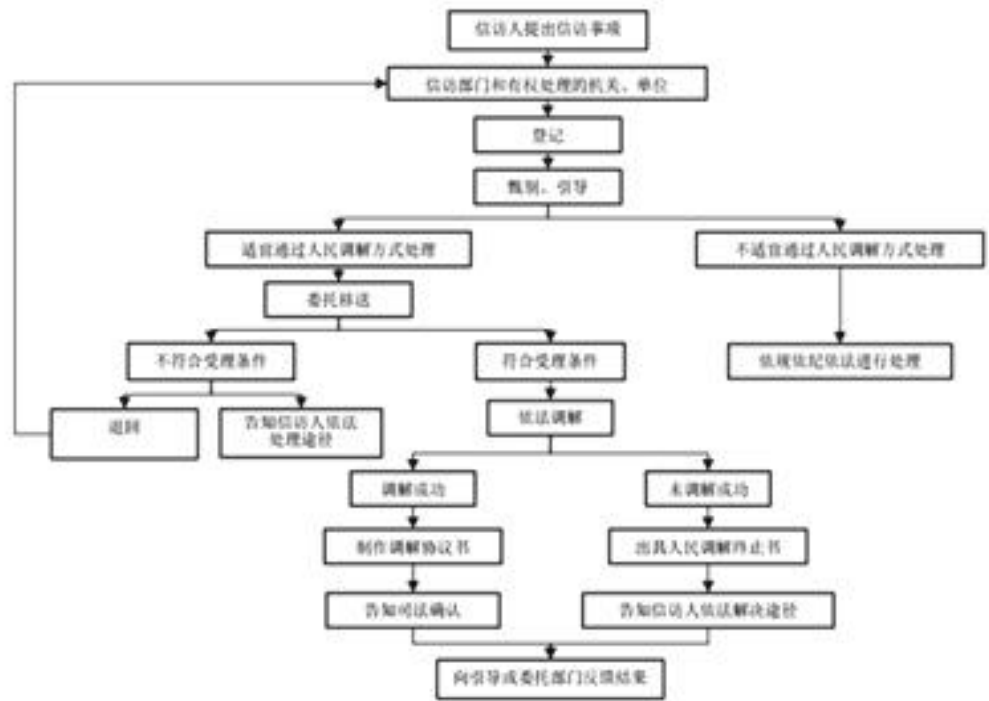 信访人提出信访事项
信访部门和有权处理的机关、单位
登记
甄别、引导
适宜通过人民调解方式处理
不适宜通过人民调解方式处理
委托移送
不符合受理条件
符合受理条件
依规依纪依法进行处理
退回
告知信访人依法
处理途径
依法调解
调解成功
未调解成功
制作调解协议书
出具人民调解终止书
告知司法确认
告知信访人依法解决途径
向引导或委托部门反馈结果